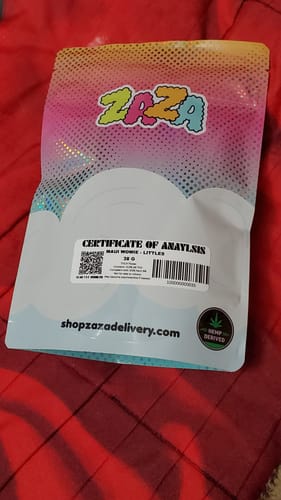 ZAZA
CERTIFICATE OF ANAYLSIS
MAUI WOWIE - LITTLES
28 G
shopzazadelivery.com
HEMP
DERIVED